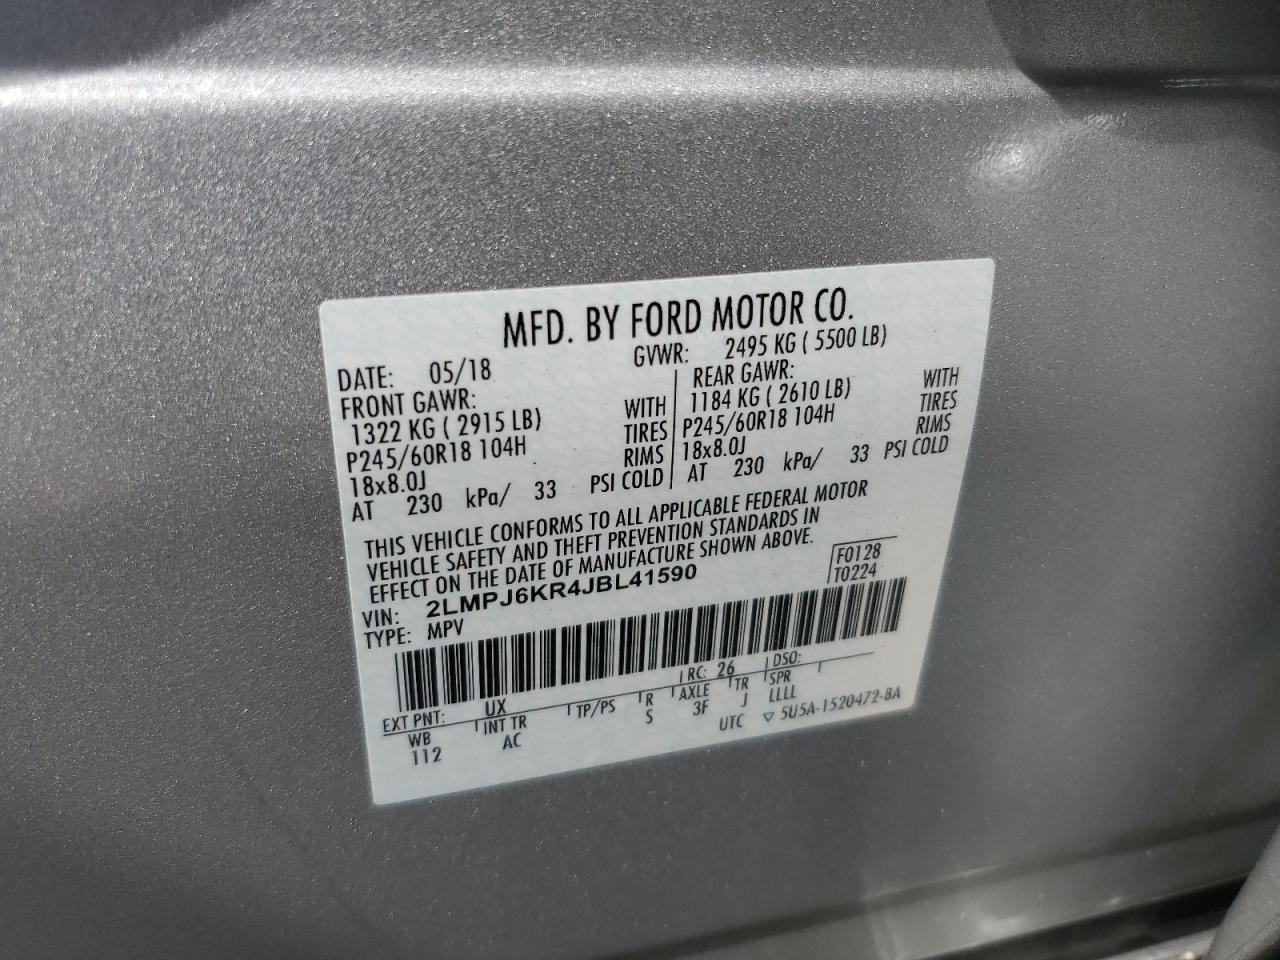 MFD. BY FORD MOTOR CO.
DATE: 05/18 GVWR: 2495 KG ( 5500 LB)
FRONT GAWR: REAR GAWR:
1322 KG ( 2915 LB) WITH 1184 KG ( 2610 LB) WITH
P245/60R18 104H TIRES P245/60R18 104H TIRES
18x8.0J RIMS 18x8.0J RIMS
AT 230 kPa/ 33 PSI COLD AT 230 kPa/ 33 PSI COLD
THIS VEHICLE CONFORMS TO ALL APPLICABLE FEDERAL MOTOR
VEHICLE SAFETY AND THEFT PREVENTION STANDARDS IN
EFFECT ON THE DATE OF MANUFACTURE SHOWN ABOVE.
VIN: 2LMPJ6KR4JBL41590 F0128
TYPE: MPV T0224
EXT PNT: UX RC: 26 DSO:
WB INT TR TP/PS R AXLE TR SPR
112 AC S 3F J LLLL
UTC ▽ 5U5A-1520472-BA